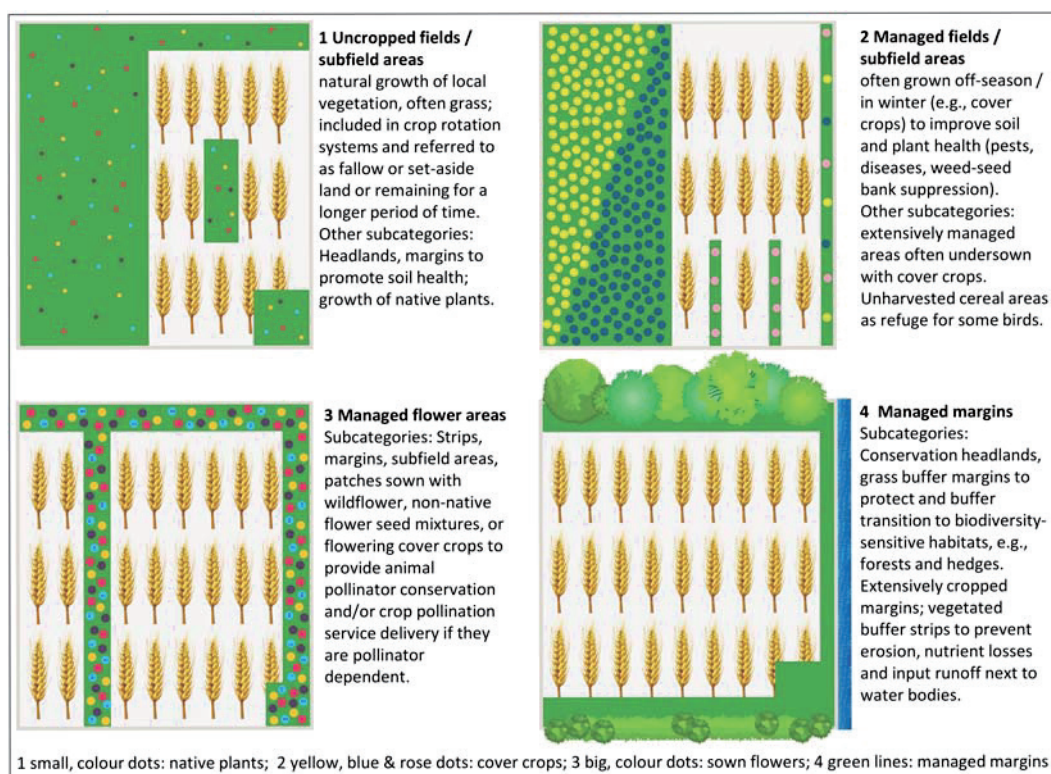 1 Uncropped fields /
subfield areas
natural growth of local
vegetation, often grass;
included in crop rotation
systems and referred to
as fallow or set-aside
land or remaining for a
longer period of time.
Other subcategories:
Headlands, margins to
promote soil health;
growth of native plants.
2 Managed fields /
subfield areas
often grown off-season /
in winter (e.g., cover
crops) to improve soil
and plant health (pests,
diseases, weed-seed
bank suppression).
Other subcategories:
extensively managed
areas often undersown
with cover crops.
Unharvested cereal areas
as refuge for some birds.
3 Managed flower areas
Subcategories: Strips,
margins, subfield areas,
patches sown with
wildflower, non-native
flower seed mixtures, or
flowering cover crops to
provide animal
pollinator conservation
and/or crop pollination
service delivery if they
are pollinator
dependent.
4 Managed margins
Subcategories:
Conservation headlands,
grass buffer margins to
protect and buffer
transition to biodiversity-
sensitive habitats, e.g.,
forests and hedges.
Extensively cropped
margins; vegetated
buffer strips to prevent
erosion, nutrient losses
and input runoff next to
water bodies.
1 small, colour dots: native plants; 2 yellow, blue & rose dots: cover crops; 3 big, colour dots: sown flowers; 4 green lines: managed margins